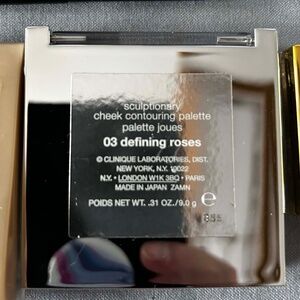 sculptionary
cheek contouring palette
palette joues
03 defining roses
© CLINIQUE LABORATORIES, DIST.
NEW YORK, N.Y. 10022
N.Y. • LONDON W1K 3BQ • PARIS
MADE IN JAPAN ZAMN
POIDS NET WT. .31 OZ./9.0 g ℮